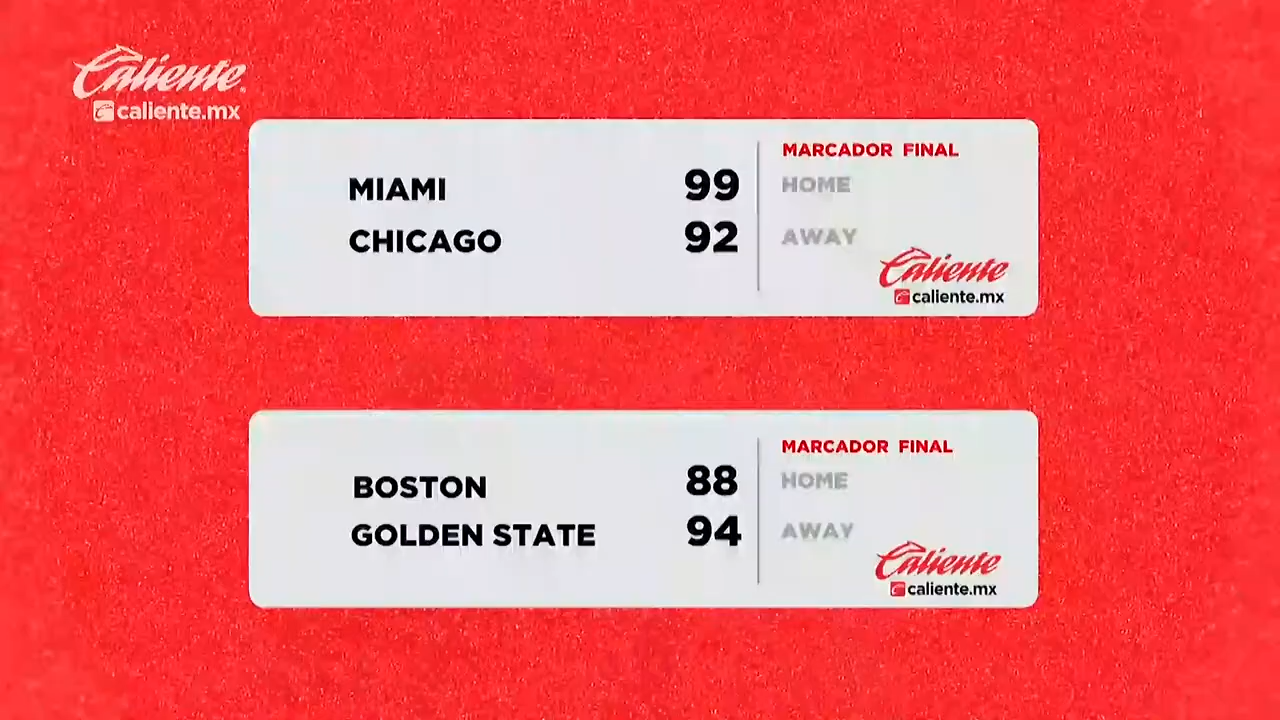 Caliente
caliente.mx
MARCADOR FINAL
MIAMI 99 HOME
CHICAGO 92 AWAY
Caliente
caliente.mx
MARCADOR FINAL
BOSTON 88 HOME
GOLDEN STATE 94 AWAY
Caliente
caliente.mx